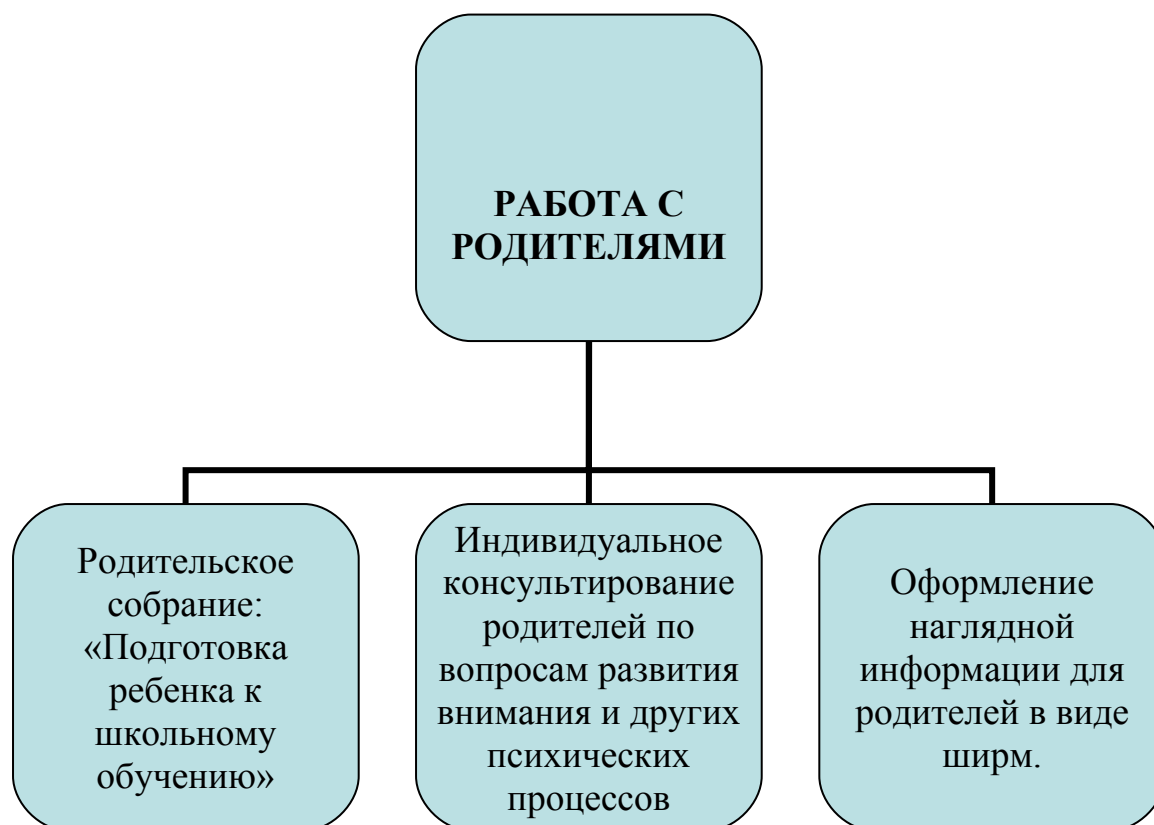 РАБОТА С
РОДИТЕЛЯМИ
Родительское
собрание:
«Подготовка
ребенка к
школьному
обучению»
Индивидуальное
консультирование
родителей по
вопросам развития
внимания и других
психических
процессов
Оформление
наглядной
информации для
родителей в виде
ширм.